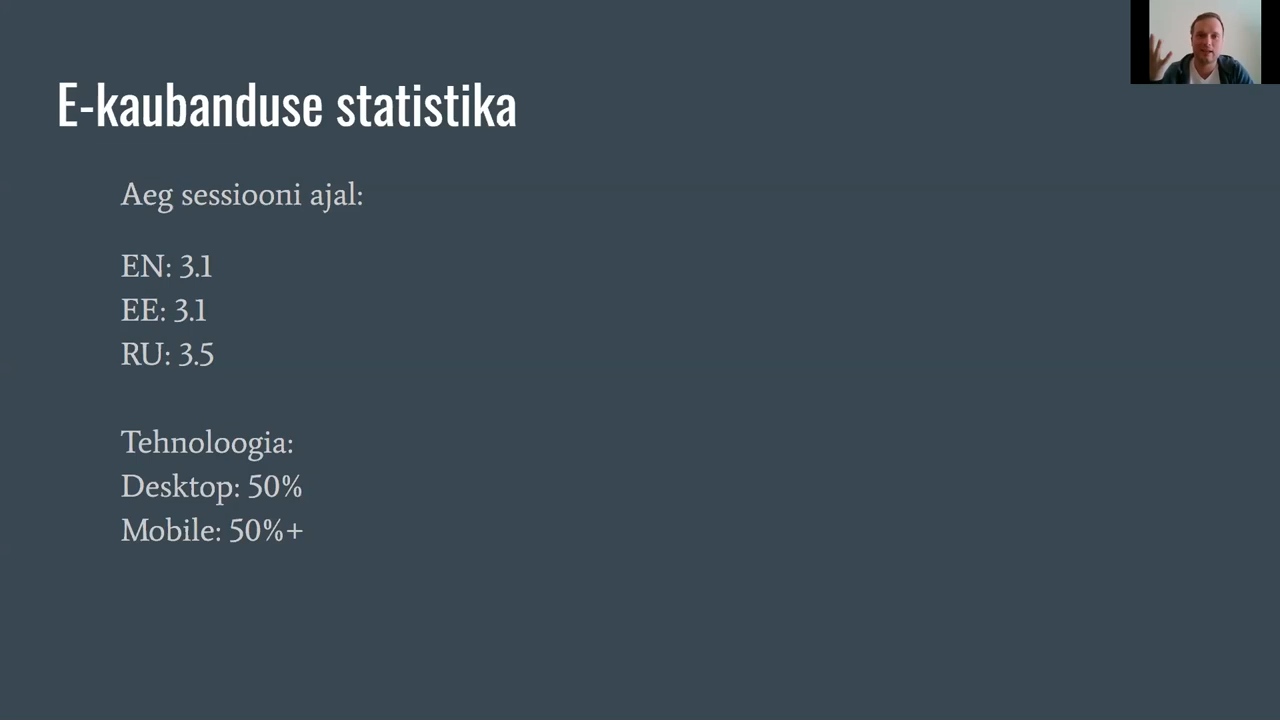 E-kaubanduse statistika
Aeg sessiooni ajal:
EN: 3.1
EE: 3.1
RU: 3.5
Tehnoloogia:
Desktop: 50%
Mobile: 50%+